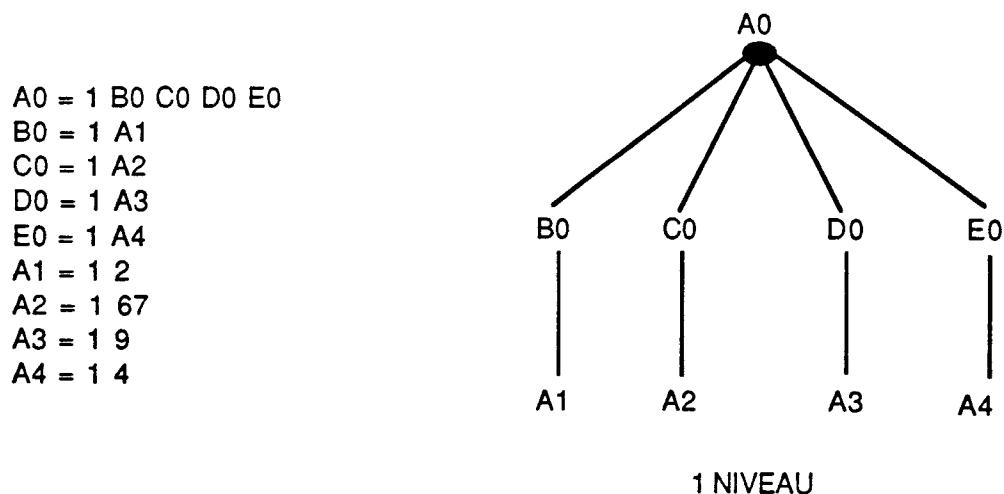 A0 = 1 B0 C0 D0 E0
B0 = 1 A1
C0 = 1 A2
D0 = 1 A3
E0 = 1 A4
A1 = 1 2
A2 = 1 67
A3 = 1 9
A4 = 1 4
A0
B0 C0 D0 E0
A1 A2 A3 A4
1 NIVEAU